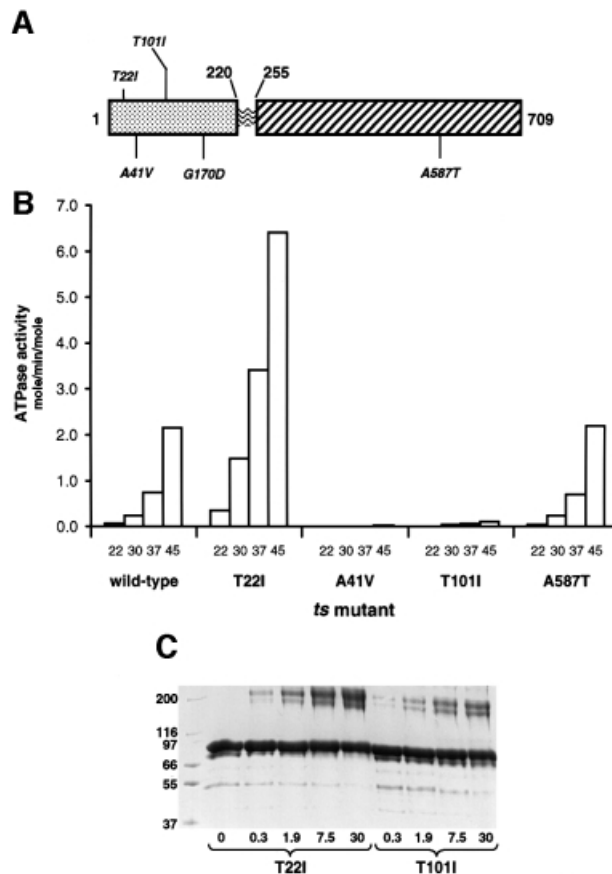 A
T22I T101I 220 255
1 709
A41V G170D A587T
B
7.0
6.0
5.0
4.0
3.0
2.0
1.0
0.0
ATPase activity
mole/min/mole
22 30 37 45 22 30 37 45 22 30 37 45 22 30 37 45 22 30 37 45
wild-type T22I A41V T101I A587T
ts mutant
C
200
116
97
66
55
37
0 0.3 1.9 7.5 30 0.3 1.9 7.5 30
T22I T101I